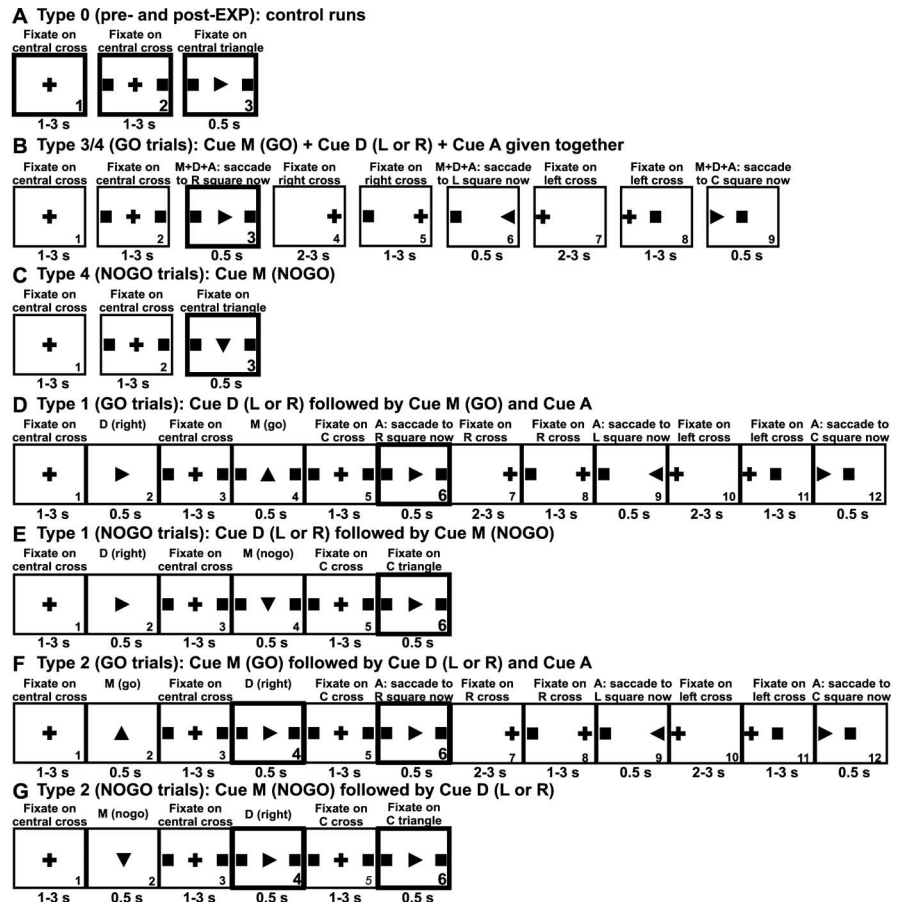 A Type 0 (pre- and post-EXP): control runs
Fixate on Fixate on Fixate on
central cross central cross central triangle
1 2 3
1-3 s 1-3 s 0.5 s
B Type 3/4 (GO trials): Cue M (GO) + Cue D (L or R) + Cue A given together
Fixate on Fixate on M+D+A: saccade Fixate on Fixate on M+D+A: saccade Fixate on Fixate on M+D+A: saccade
central cross central cross to R square now right cross right cross to L square now left cross left cross to C square now
1 2 3 4 5 6 7 8 9
1-3 s 1-3 s 0.5 s 2-3 s 1-3 s 0.5 s 2-3 s 1-3 s 0.5 s
C Type 4 (NOGO trials): Cue M (NOGO)
Fixate on Fixate on Fixate on
central cross central cross central triangle
1 2 3
1-3 s 1-3 s 0.5 s
D Type 1 (GO trials): Cue D (L or R) followed by Cue M (GO) and Cue A
Fixate on D (right) Fixate on M (go) Fixate on A: saccade to Fixate on Fixate on A: saccade to Fixate on Fixate on A: saccade to
central cross central cross C cross R square now R cross R cross L square now left cross left cross C square now
1 2 3 4 5 6 7 8 9 10 11 12
1-3 s 0.5 s 1-3 s 0.5 s 1-3 s 0.5 s 2-3 s 1-3 s 0.5 s 2-3 s 1-3 s 0.5 s
E Type 1 (NOGO trials): Cue D (L or R) followed by Cue M (NOGO)
Fixate on D (right) Fixate on M (nogo) Fixate on Fixate on
central cross central cross C cross C triangle
1 2 3 4 5 6
1-3 s 0.5 s 1-3 s 0.5 s 1-3 s 0.5 s
F Type 2 (GO trials): Cue M (GO) followed by Cue D (L or R) and Cue A
Fixate on M (go) Fixate on D (right) Fixate on A: saccade to Fixate on Fixate on A: saccade to Fixate on Fixate on A: saccade to
central cross central cross C cross R square now R cross R cross L square now left cross left cross C square now
1 2 3 4 5 6 7 8 9 10 11 12
1-3 s 0.5 s 1-3 s 0.5 s 1-3 s 0.5 s 2-3 s 1-3 s 0.5 s 2-3 s 1-3 s 0.5 s
G Type 2 (NOGO trials): Cue M (NOGO) followed by Cue D (L or R)
Fixate on M (nogo) Fixate on D (right) Fixate on Fixate on
central cross central cross C cross C triangle
1 2 3 4 5 6
1-3 s 0.5 s 1-3 s 0.5 s 1-3 s 0.5 s